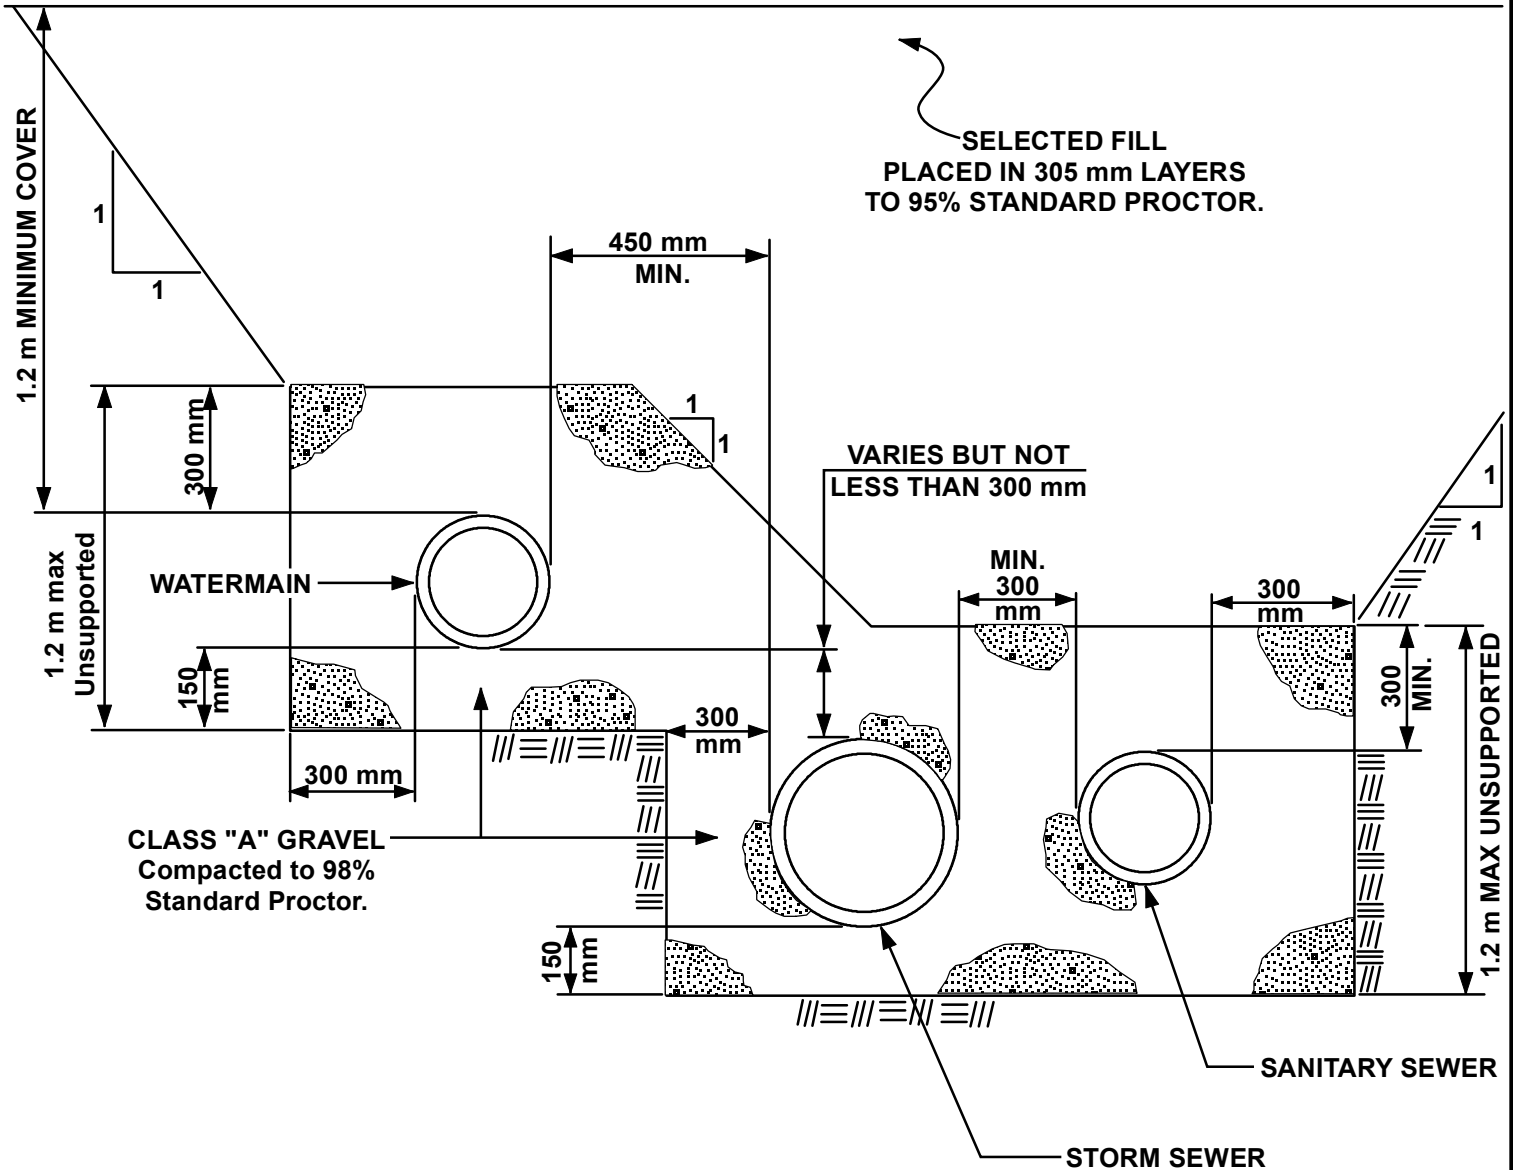 SELECTED FILL
PLACED IN 305 mm LAYERS
TO 95% STANDARD PROCTOR.
1.2 m MINIMUM COVER
1
1
450 mm
MIN.
300 mm
1
1
VARIES BUT NOT
LESS THAN 300 mm
1
1
1.2 m max
Unsupported
WATERMAIN
MIN.
300
mm
300
mm
150
mm
300
mm
300
MIN.
1.2 m MAX UNSUPPORTED
300 mm
CLASS "A" GRAVEL
Compacted to 98%
Standard Proctor.
150
mm
SANITARY SEWER
STORM SEWER